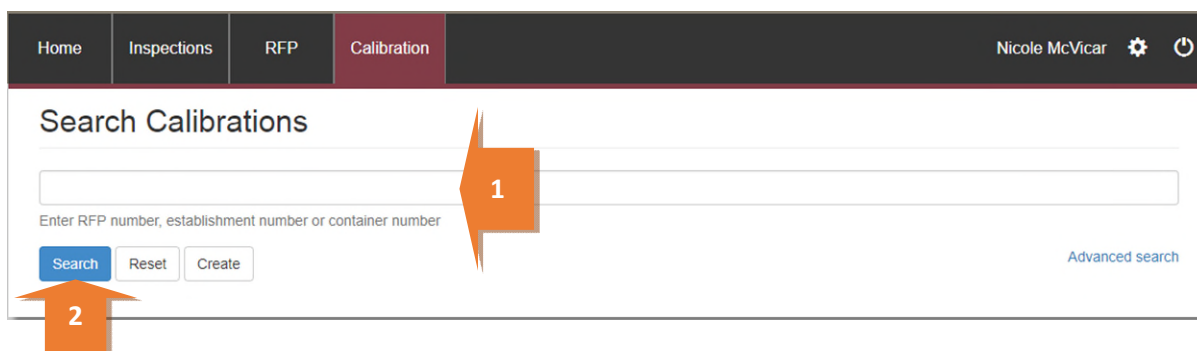 Home Inspections RFP Calibration Nicole McVicar
Search Calibrations
1
Enter RFP number, establishment number or container number
Search Reset Create Advanced search
2